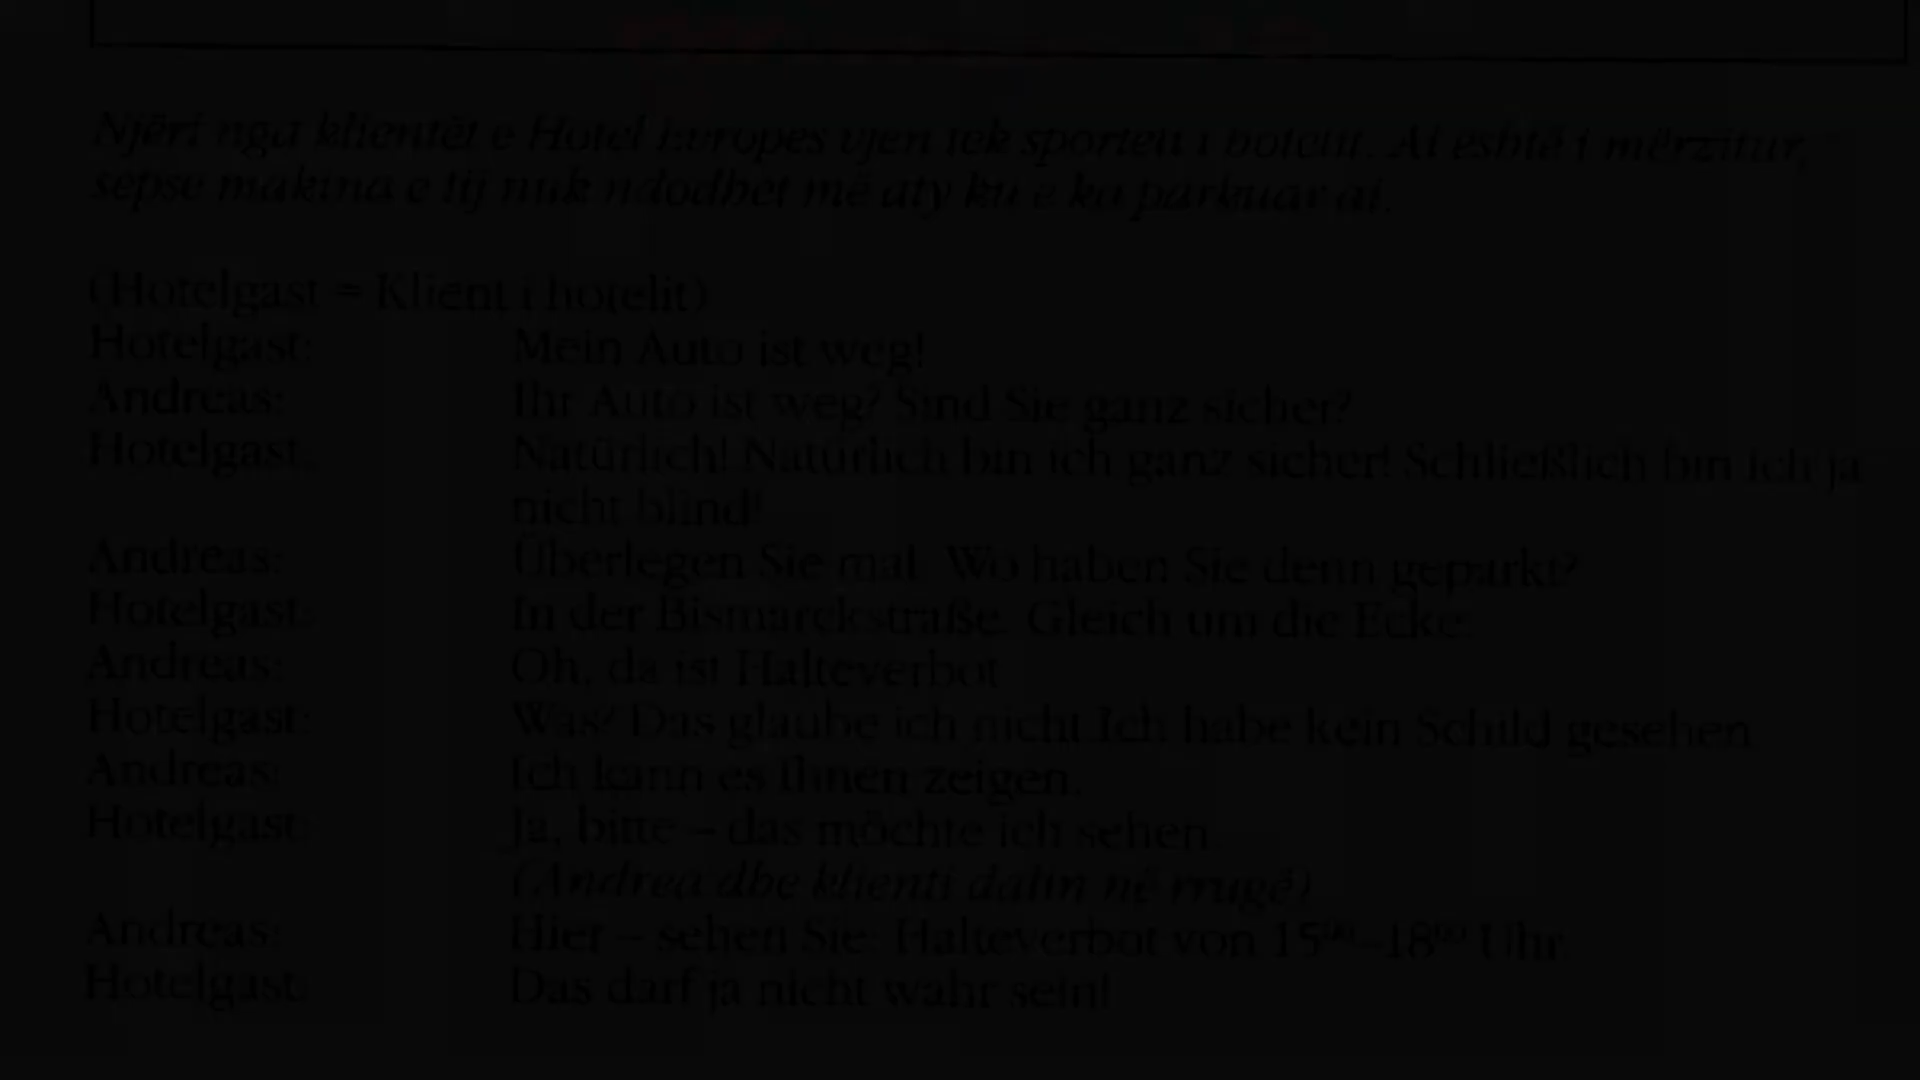 Njëri nga klientët e Hotel Europës vjen tek sporteli i hotelit. Ai është i mërzitur,
sepse makina e tij nuk ndodhet më aty ku e ka parkuar ai.
(Hotelgast = Klient i hotelit)
Hotelgast: Mein Auto ist weg!
Andreas: Ihr Auto ist weg? Sind Sie ganz sicher?
Hotelgast: Natürlich! Natürlich bin ich ganz sicher! Schließlich bin ich ja
nicht blind!
Andreas: Überlegen Sie mal. Wo haben Sie denn geparkt?
Hotelgast: In der Bismarckstraße. Gleich um die Ecke.
Andreas: Oh, da ist Halteverbot.
Hotelgast: Was? Das glaube ich nicht. Ich habe kein Schild gesehen.
Andreas: Ich kann es Ihnen zeigen.
Hotelgast: Ja, bitte – das möchte ich sehen.
(Andrea dhe klienti dalin në rrugë)
Andreas: Hier – sehen Sie: Halteverbot von 15⁰⁰–18⁰⁰ Uhr.
Hotelgast: Das darf ja nicht wahr sein!